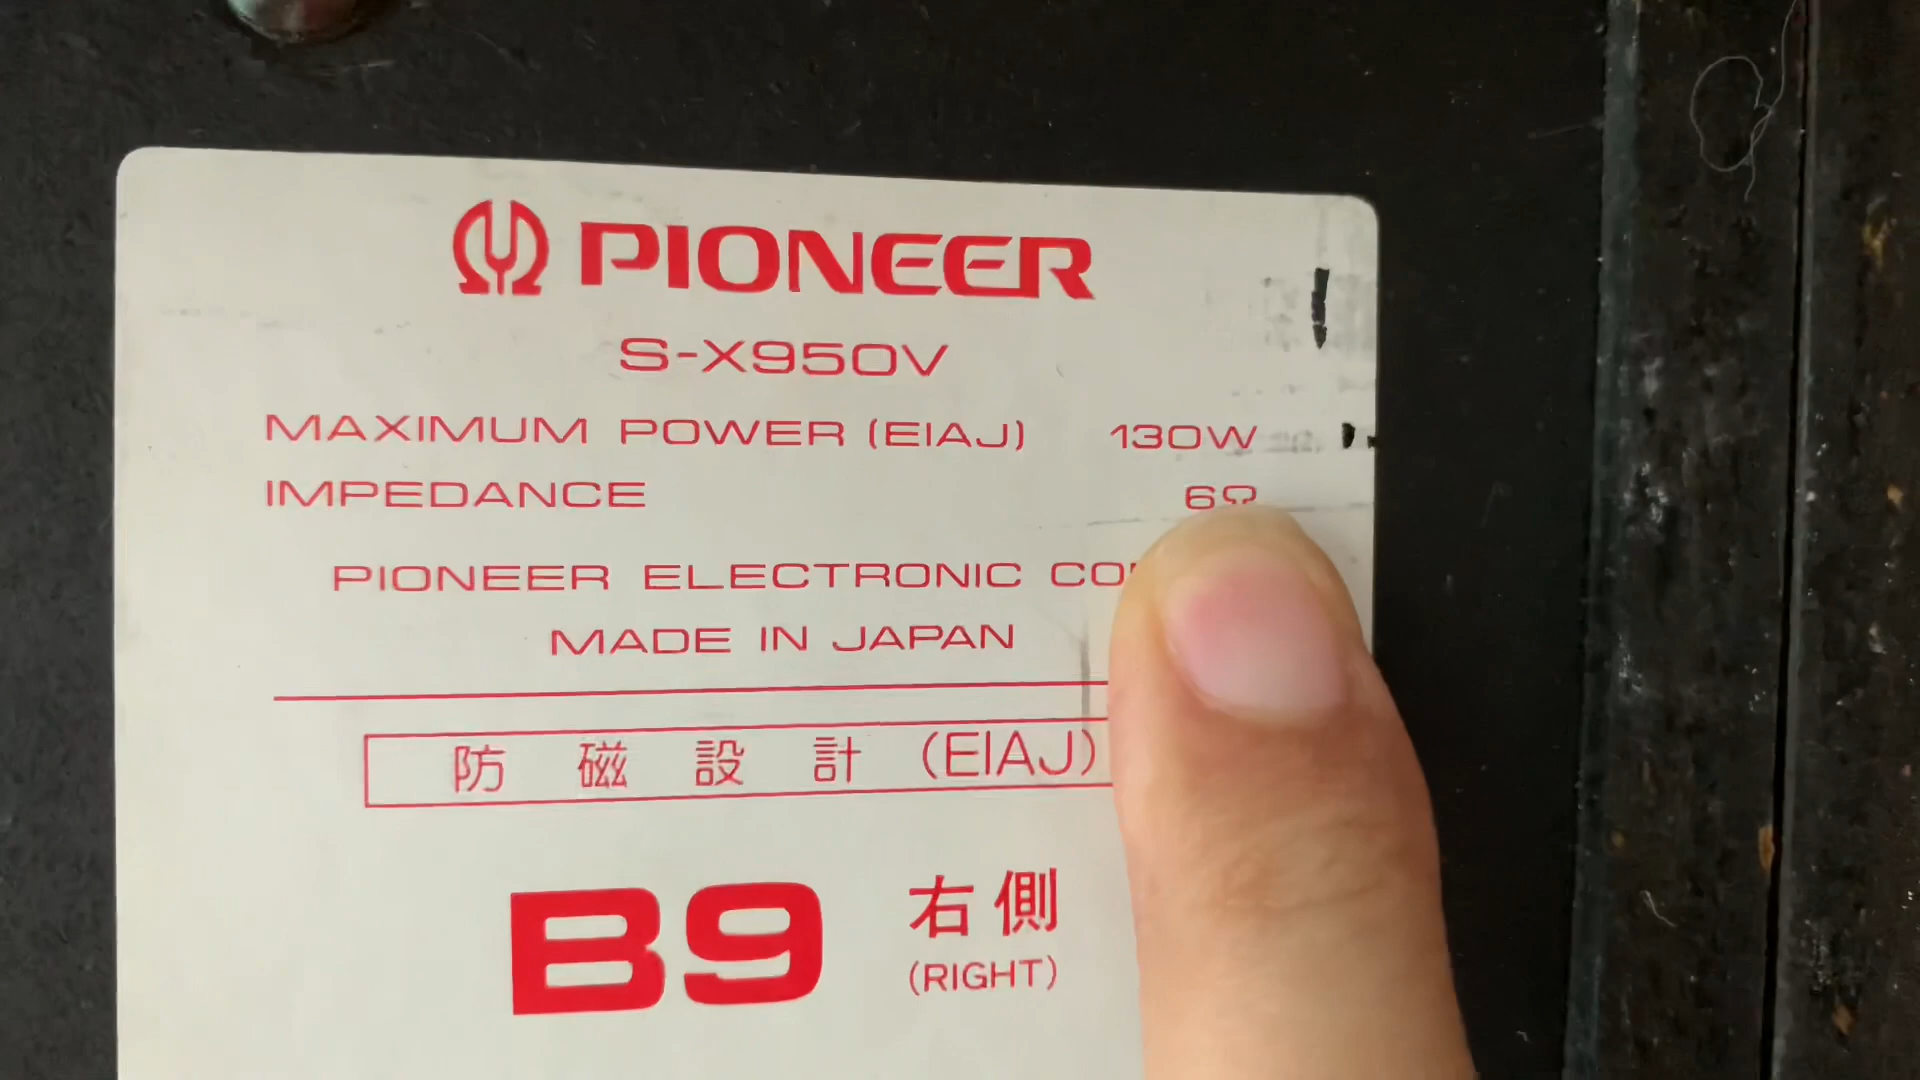 PIONEER
S-X950V
MAXIMUM POWER (EIAJ) 130W
IMPEDANCE 6Ω
PIONEER ELECTRONIC
MADE IN JAPAN
防磁設計 (EIAJ)
B9 右側
(RIGHT)